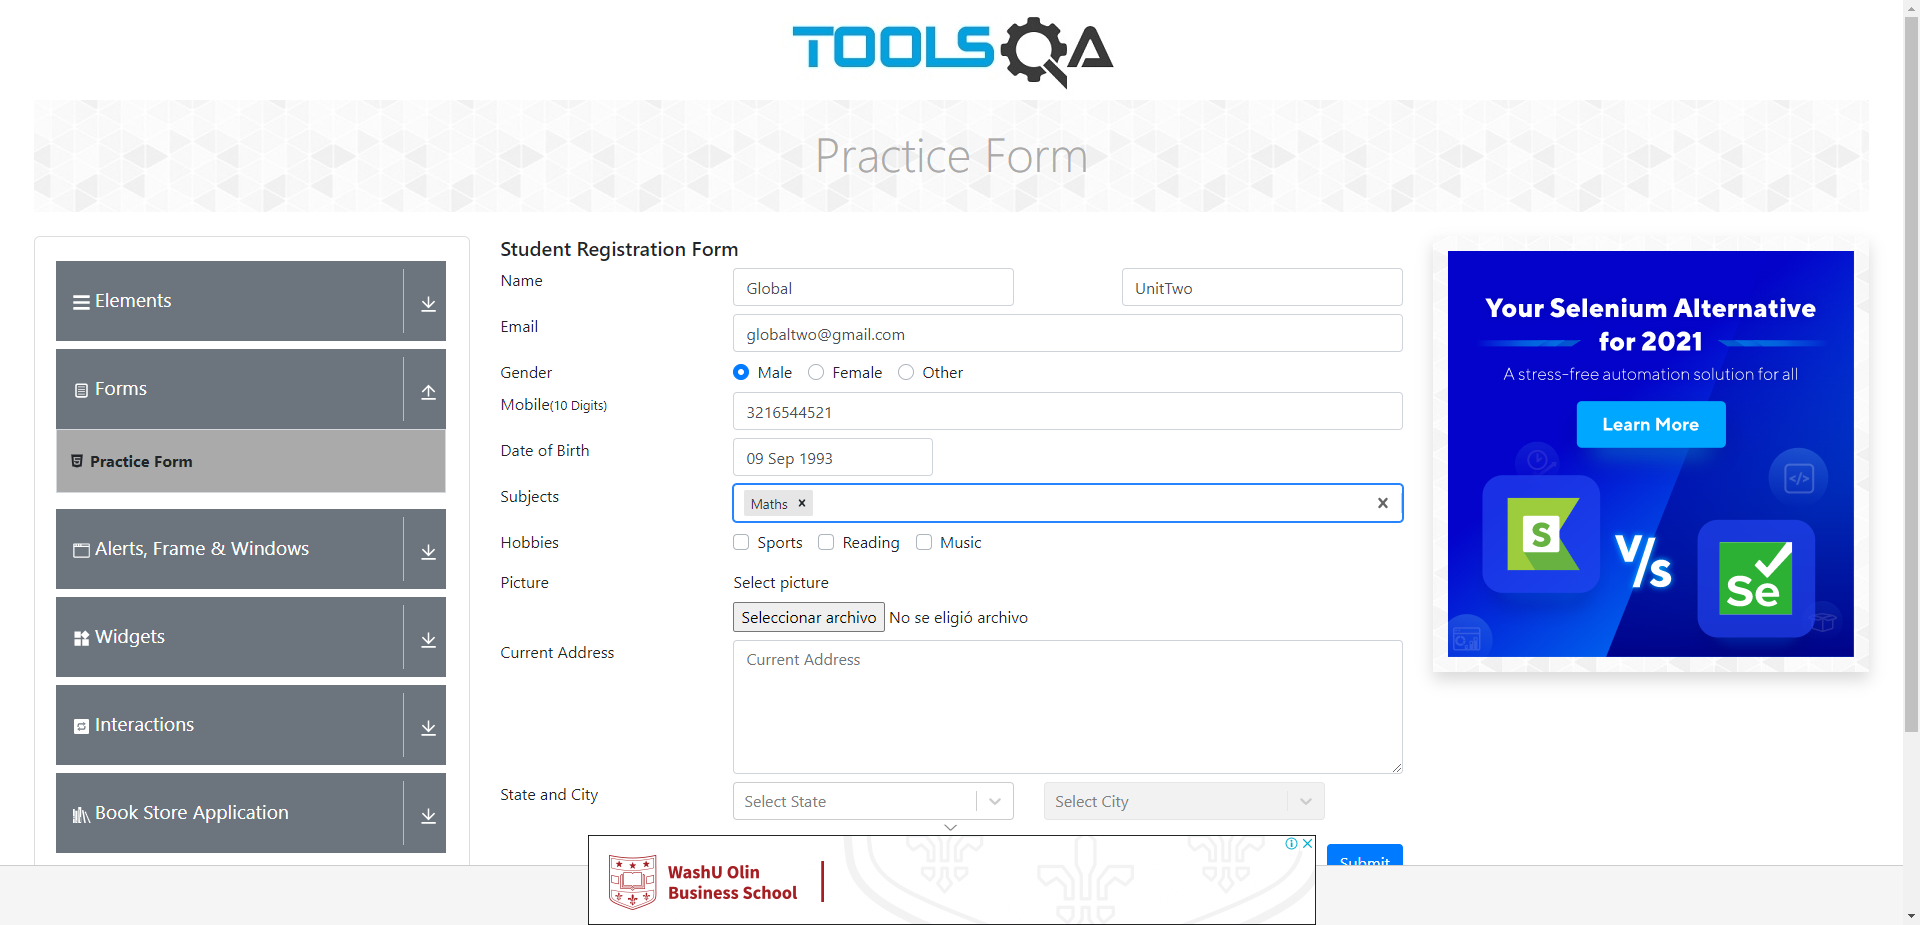 TOOLSQA
Practice Form
Elements
Forms
Practice Form
Alerts, Frame & Windows
Widgets
Interactions
Book Store Application
Student Registration Form
Name
Global
UnitTwo
Email
globaltwo@gmail.com
Gender
Male
Female
Other
Mobile(10 Digits)
3216544521
Date of Birth
09 Sep 1993
Subjects
Maths
Hobbies
Sports
Reading
Music
Picture
Select picture
Seleccionar archivo No se eligió archivo
Current Address
Current Address
State and City
Select State
Select City
Submit
Your Selenium Alternative
for 2021
A stress-free automation solution for all
Learn More
S
V/S
Se
WashU Olin
Business School